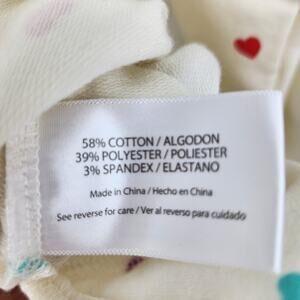 58% COTTON / ALGODON
39% POLYESTER / POLIESTER
3% SPANDEX / ELASTANO
Made in China / Hecho en China
See reverse for care / Ver al reverso para cuidado